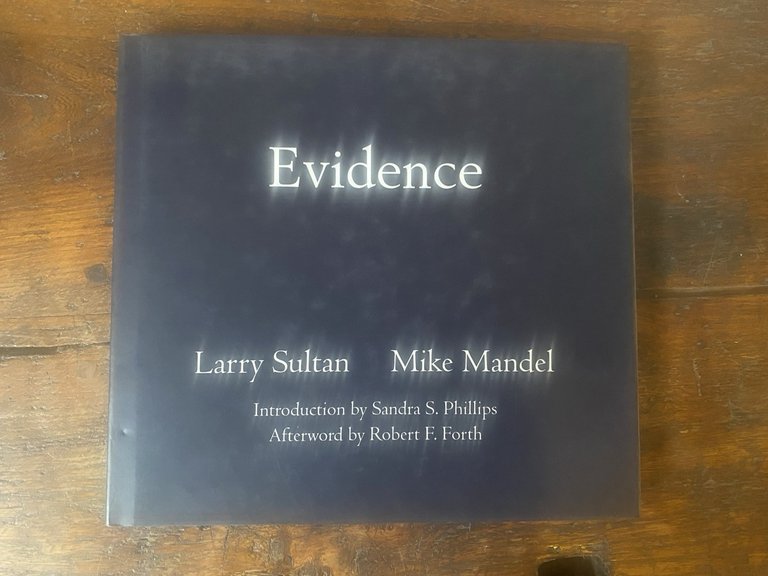 Evidence
Larry Sultan Mike Mandel
Introduction by Sandra S. Phillips
Afterword by Robert F. Forth